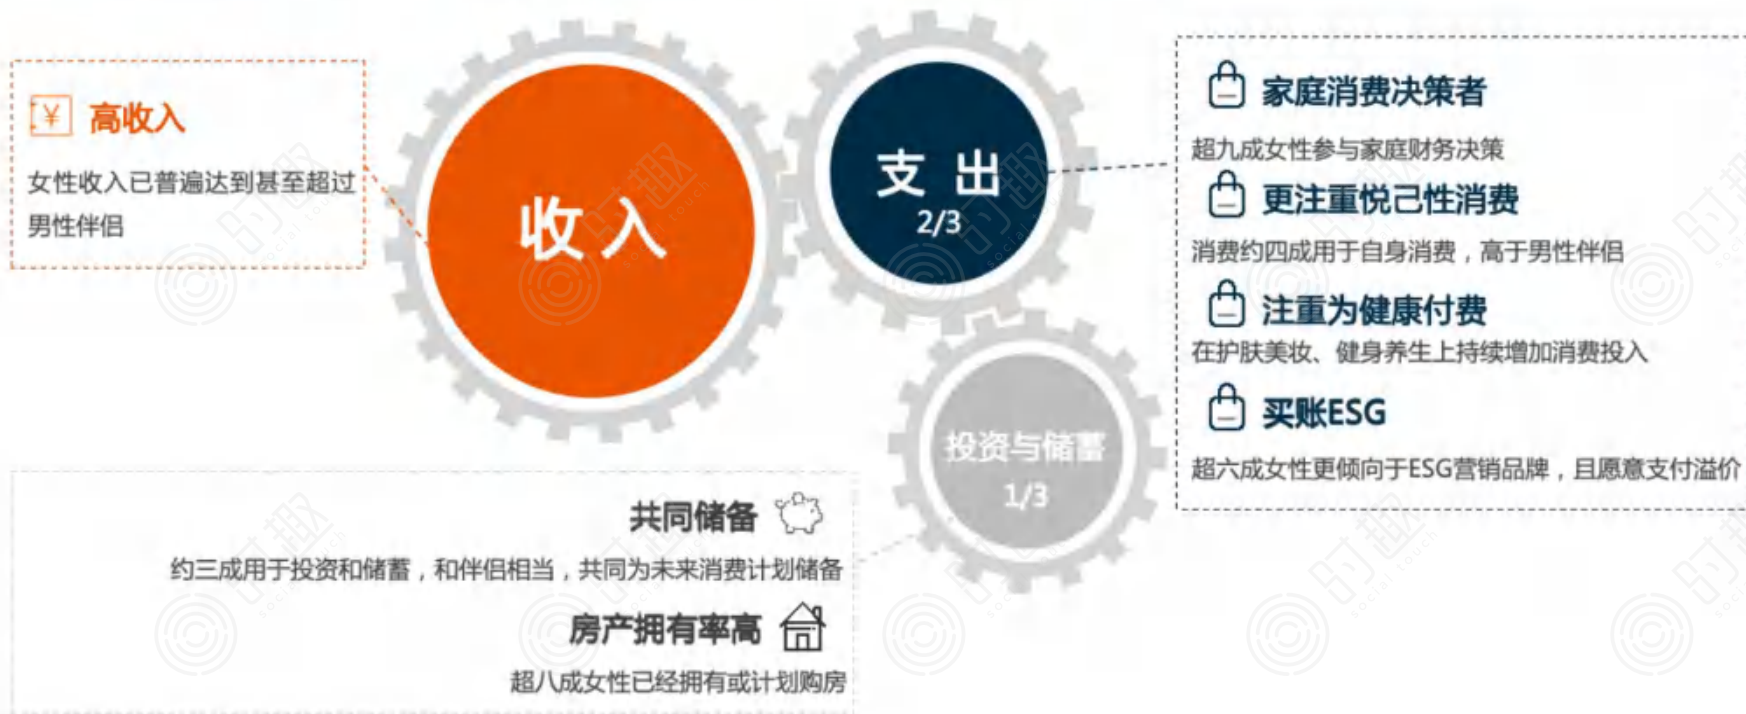 高收入
女性收入已普遍达到甚至超过
男性伴侣
收入
支出
2/3
投资与储蓄
1/3
家庭消费决策者
超九成女性参与家庭财务决策
更注重悦己性消费
消费约四成用于自身消费，高于男性伴侣
注重为健康付费
在护肤美妆、健身养生上持续增加消费投入
买账ESG
超六成女性更倾向于ESG营销品牌，且愿意支付溢价
共同储备
约三成用于投资和储蓄，和伴侣相当，共同为未来消费计划储备
房产拥有率高
超八成女性已经拥有或计划购房
时趣
social touch